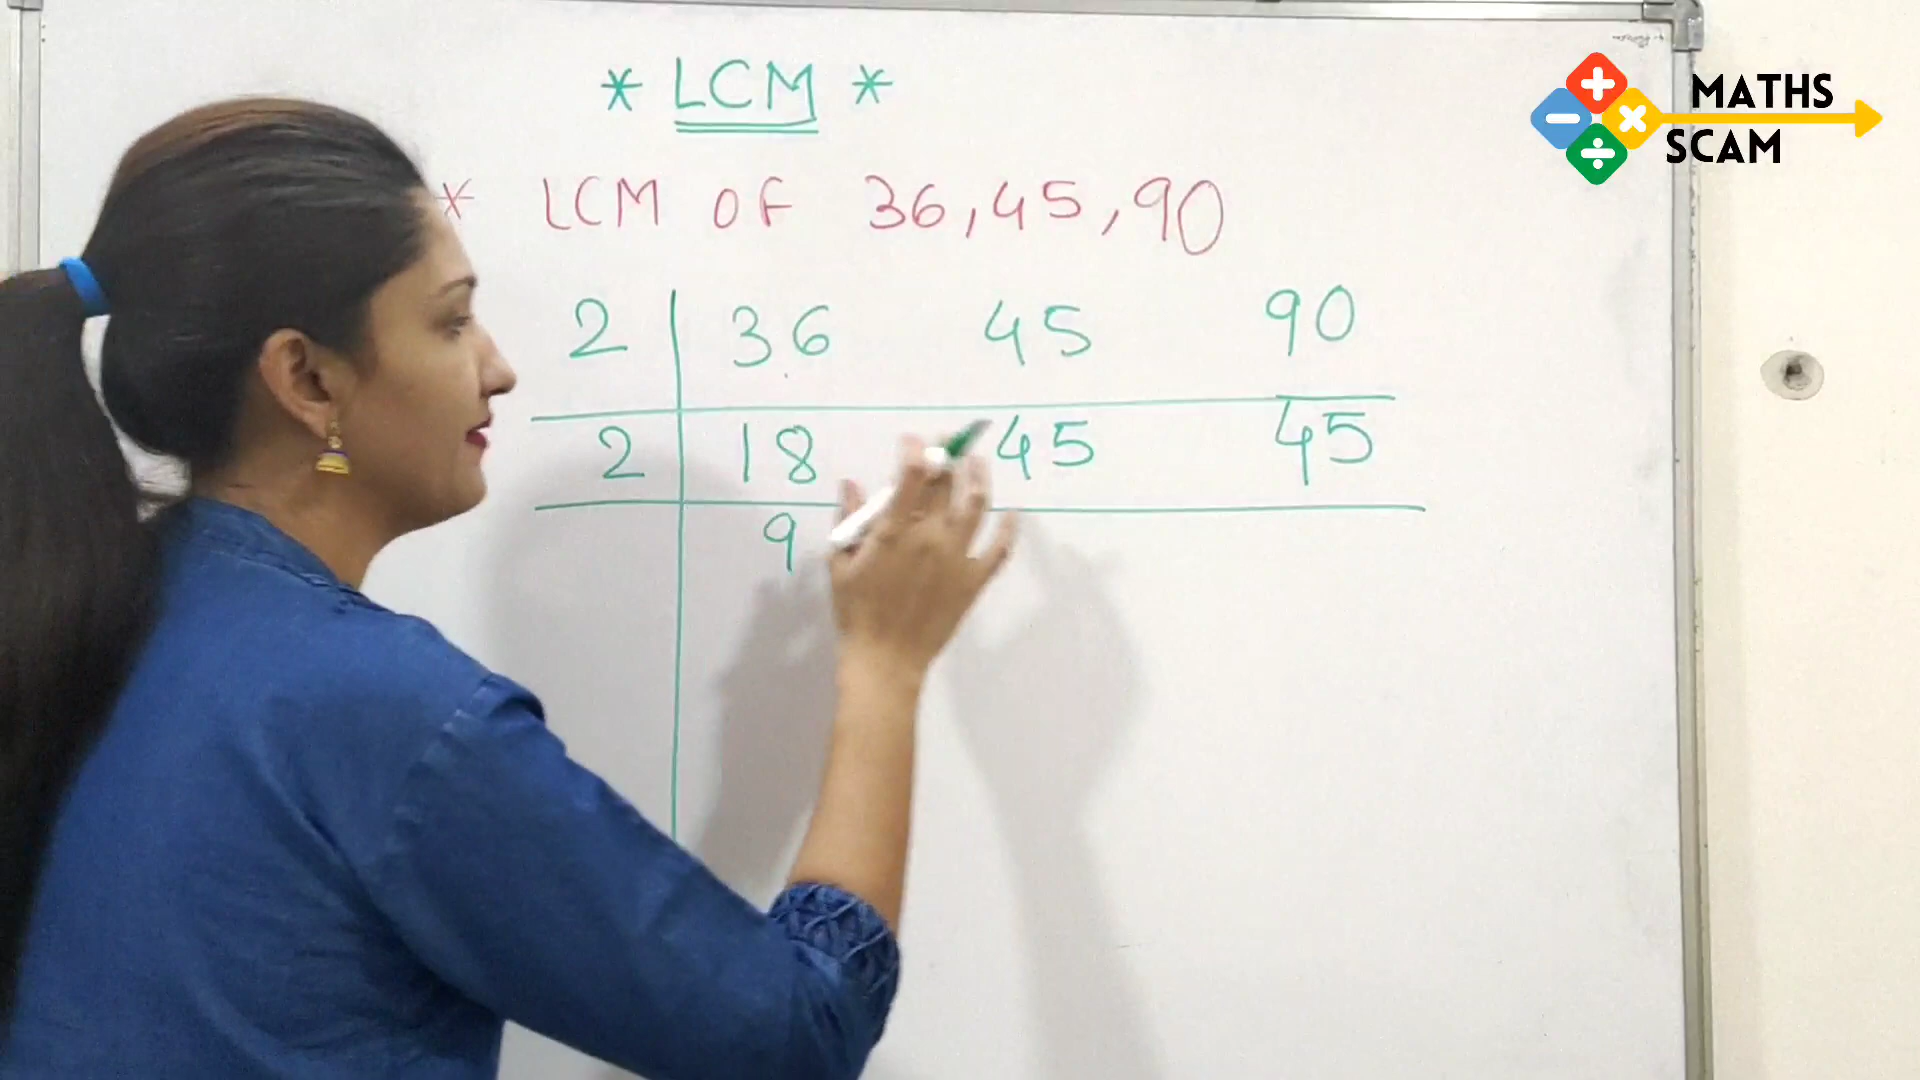 * LCM *
MATHS
SCAM
* LCM OF 36, 45, 90
2 36 45 90
2 18 45 45
9